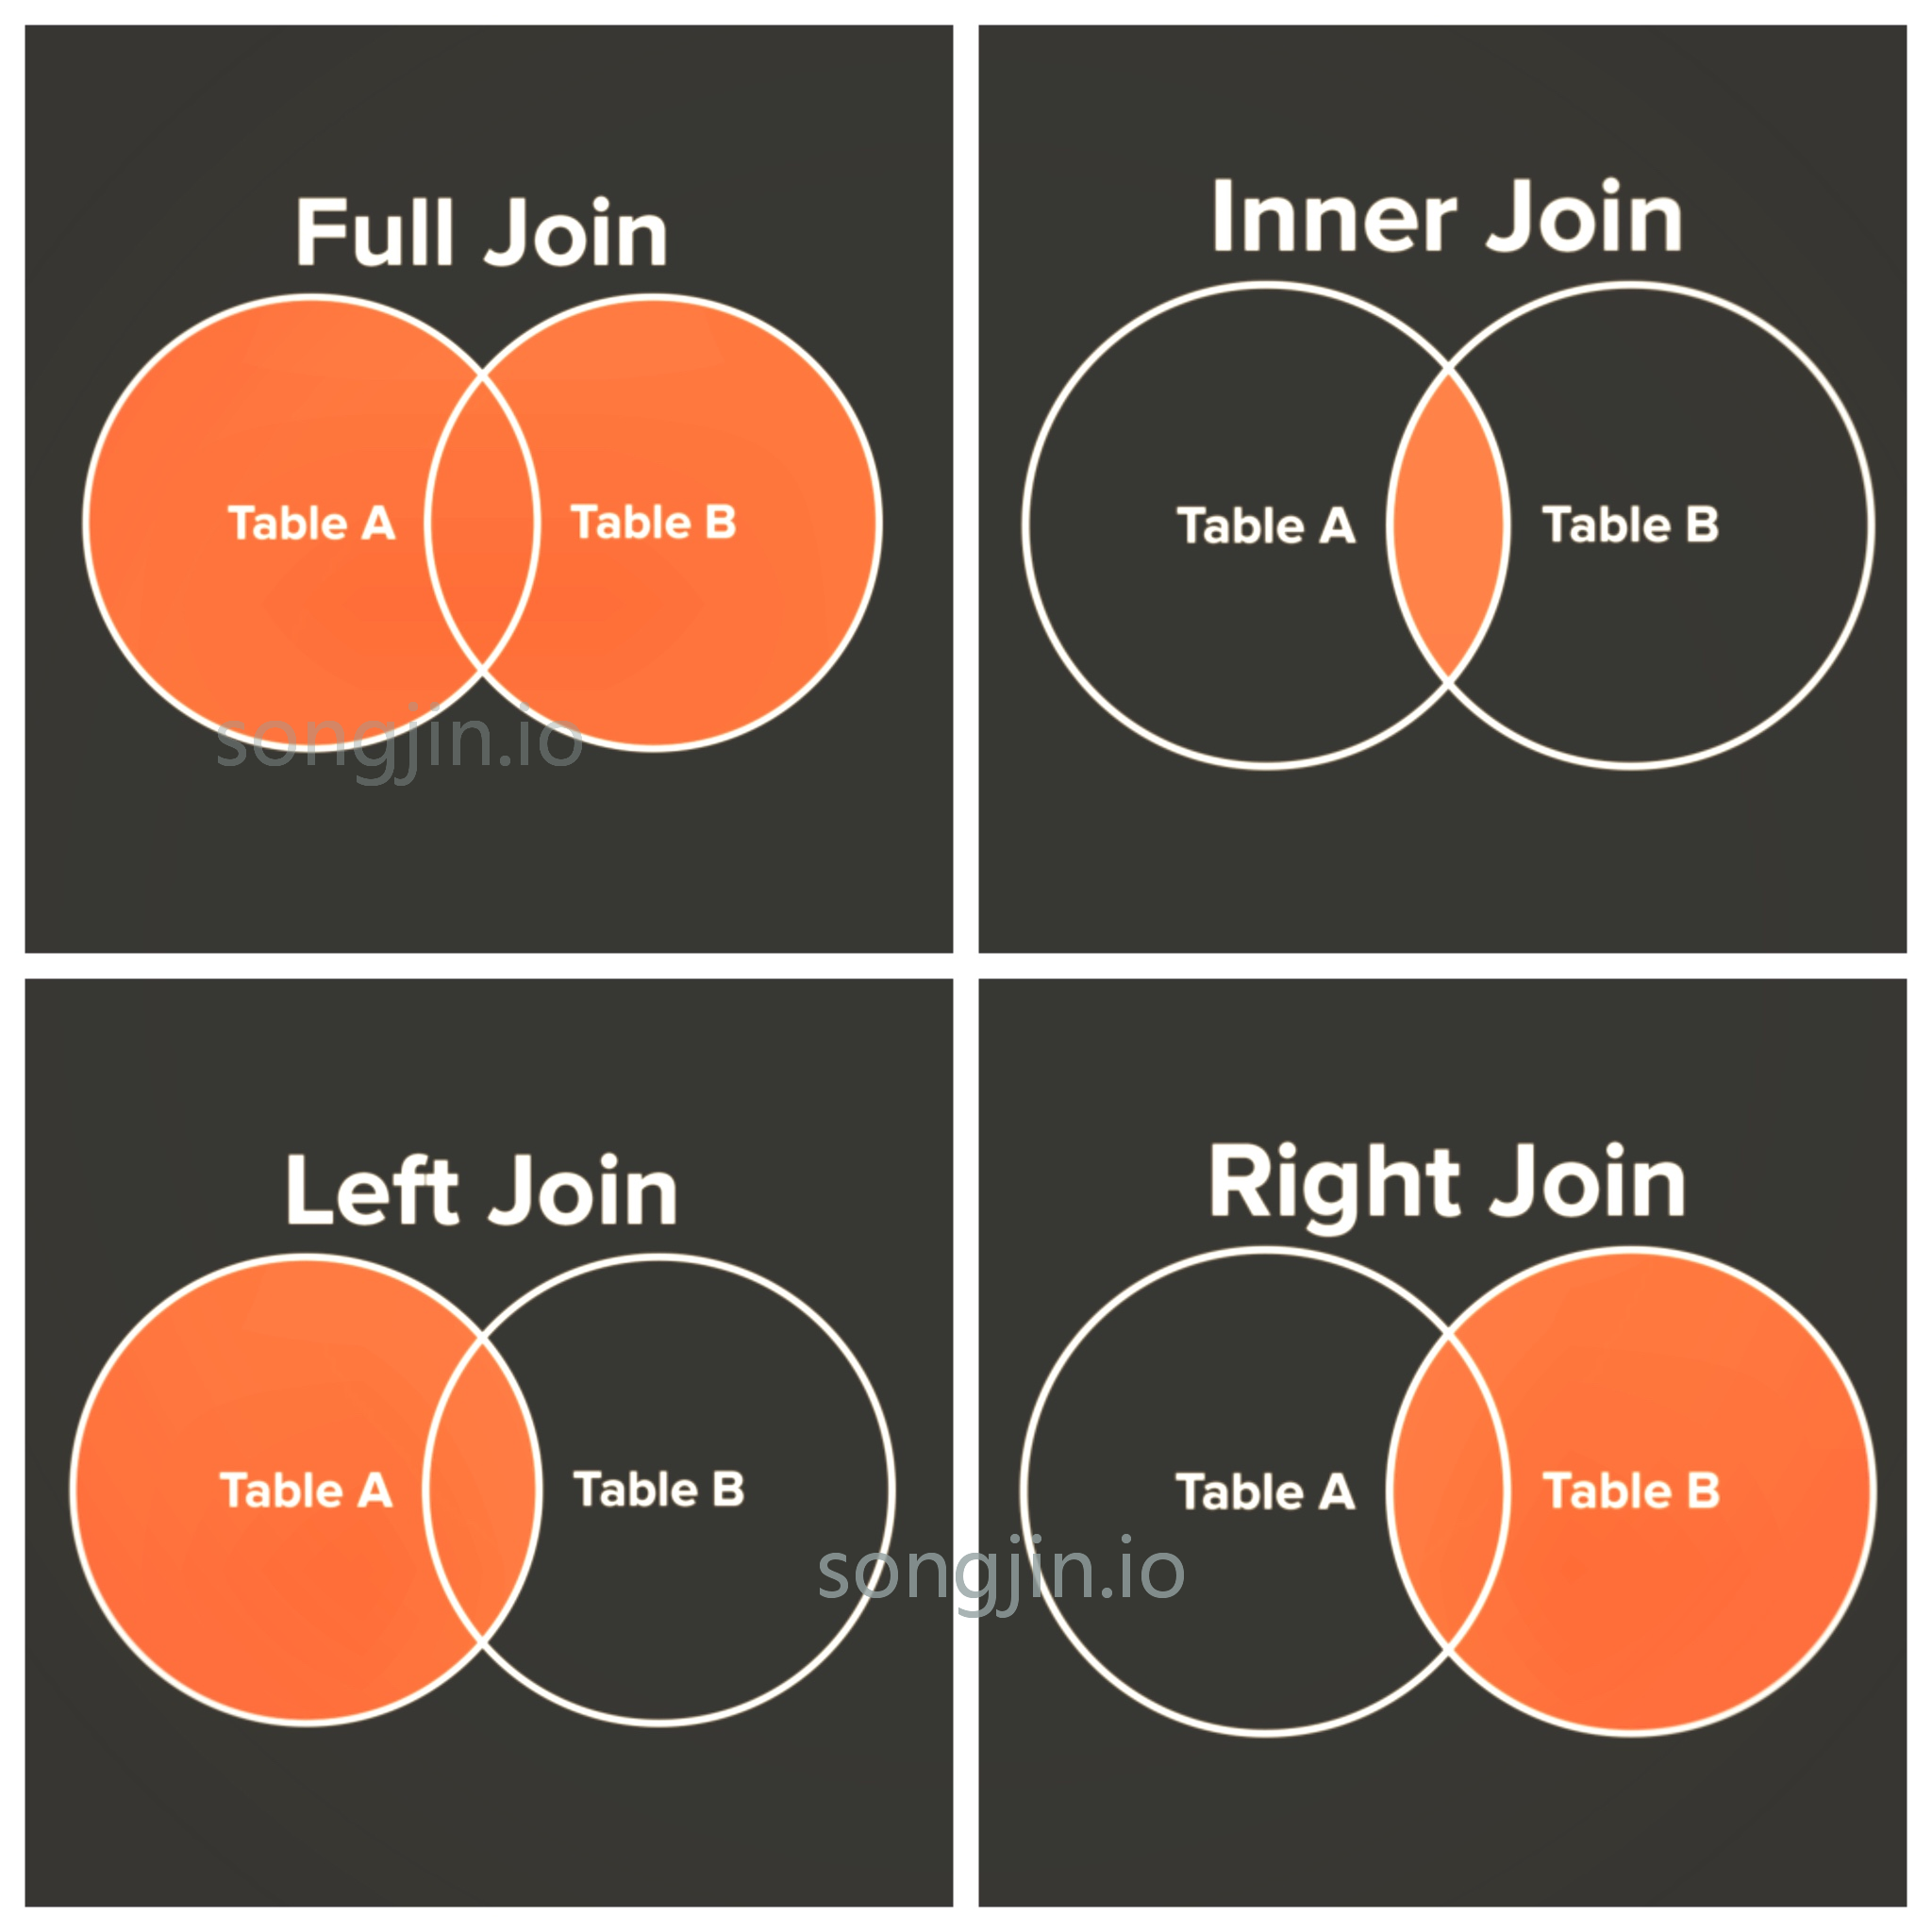 Full Join
Table A Table B
songjin.io
Inner Join
Table A Table B
Left Join
Table A Table B
Right Join
Table A Table B
songjin.io